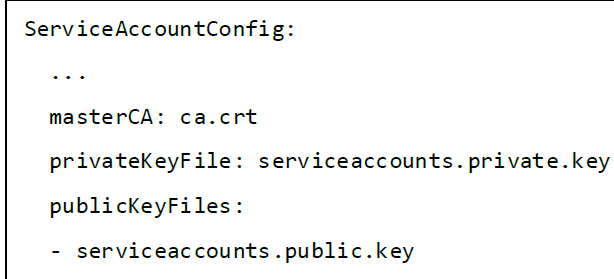 ServiceAccountConfig:
...
masterCA: ca.crt
privateKeyFile: serviceaccounts.private.key
publicKeyFiles:
- serviceaccounts.public.key